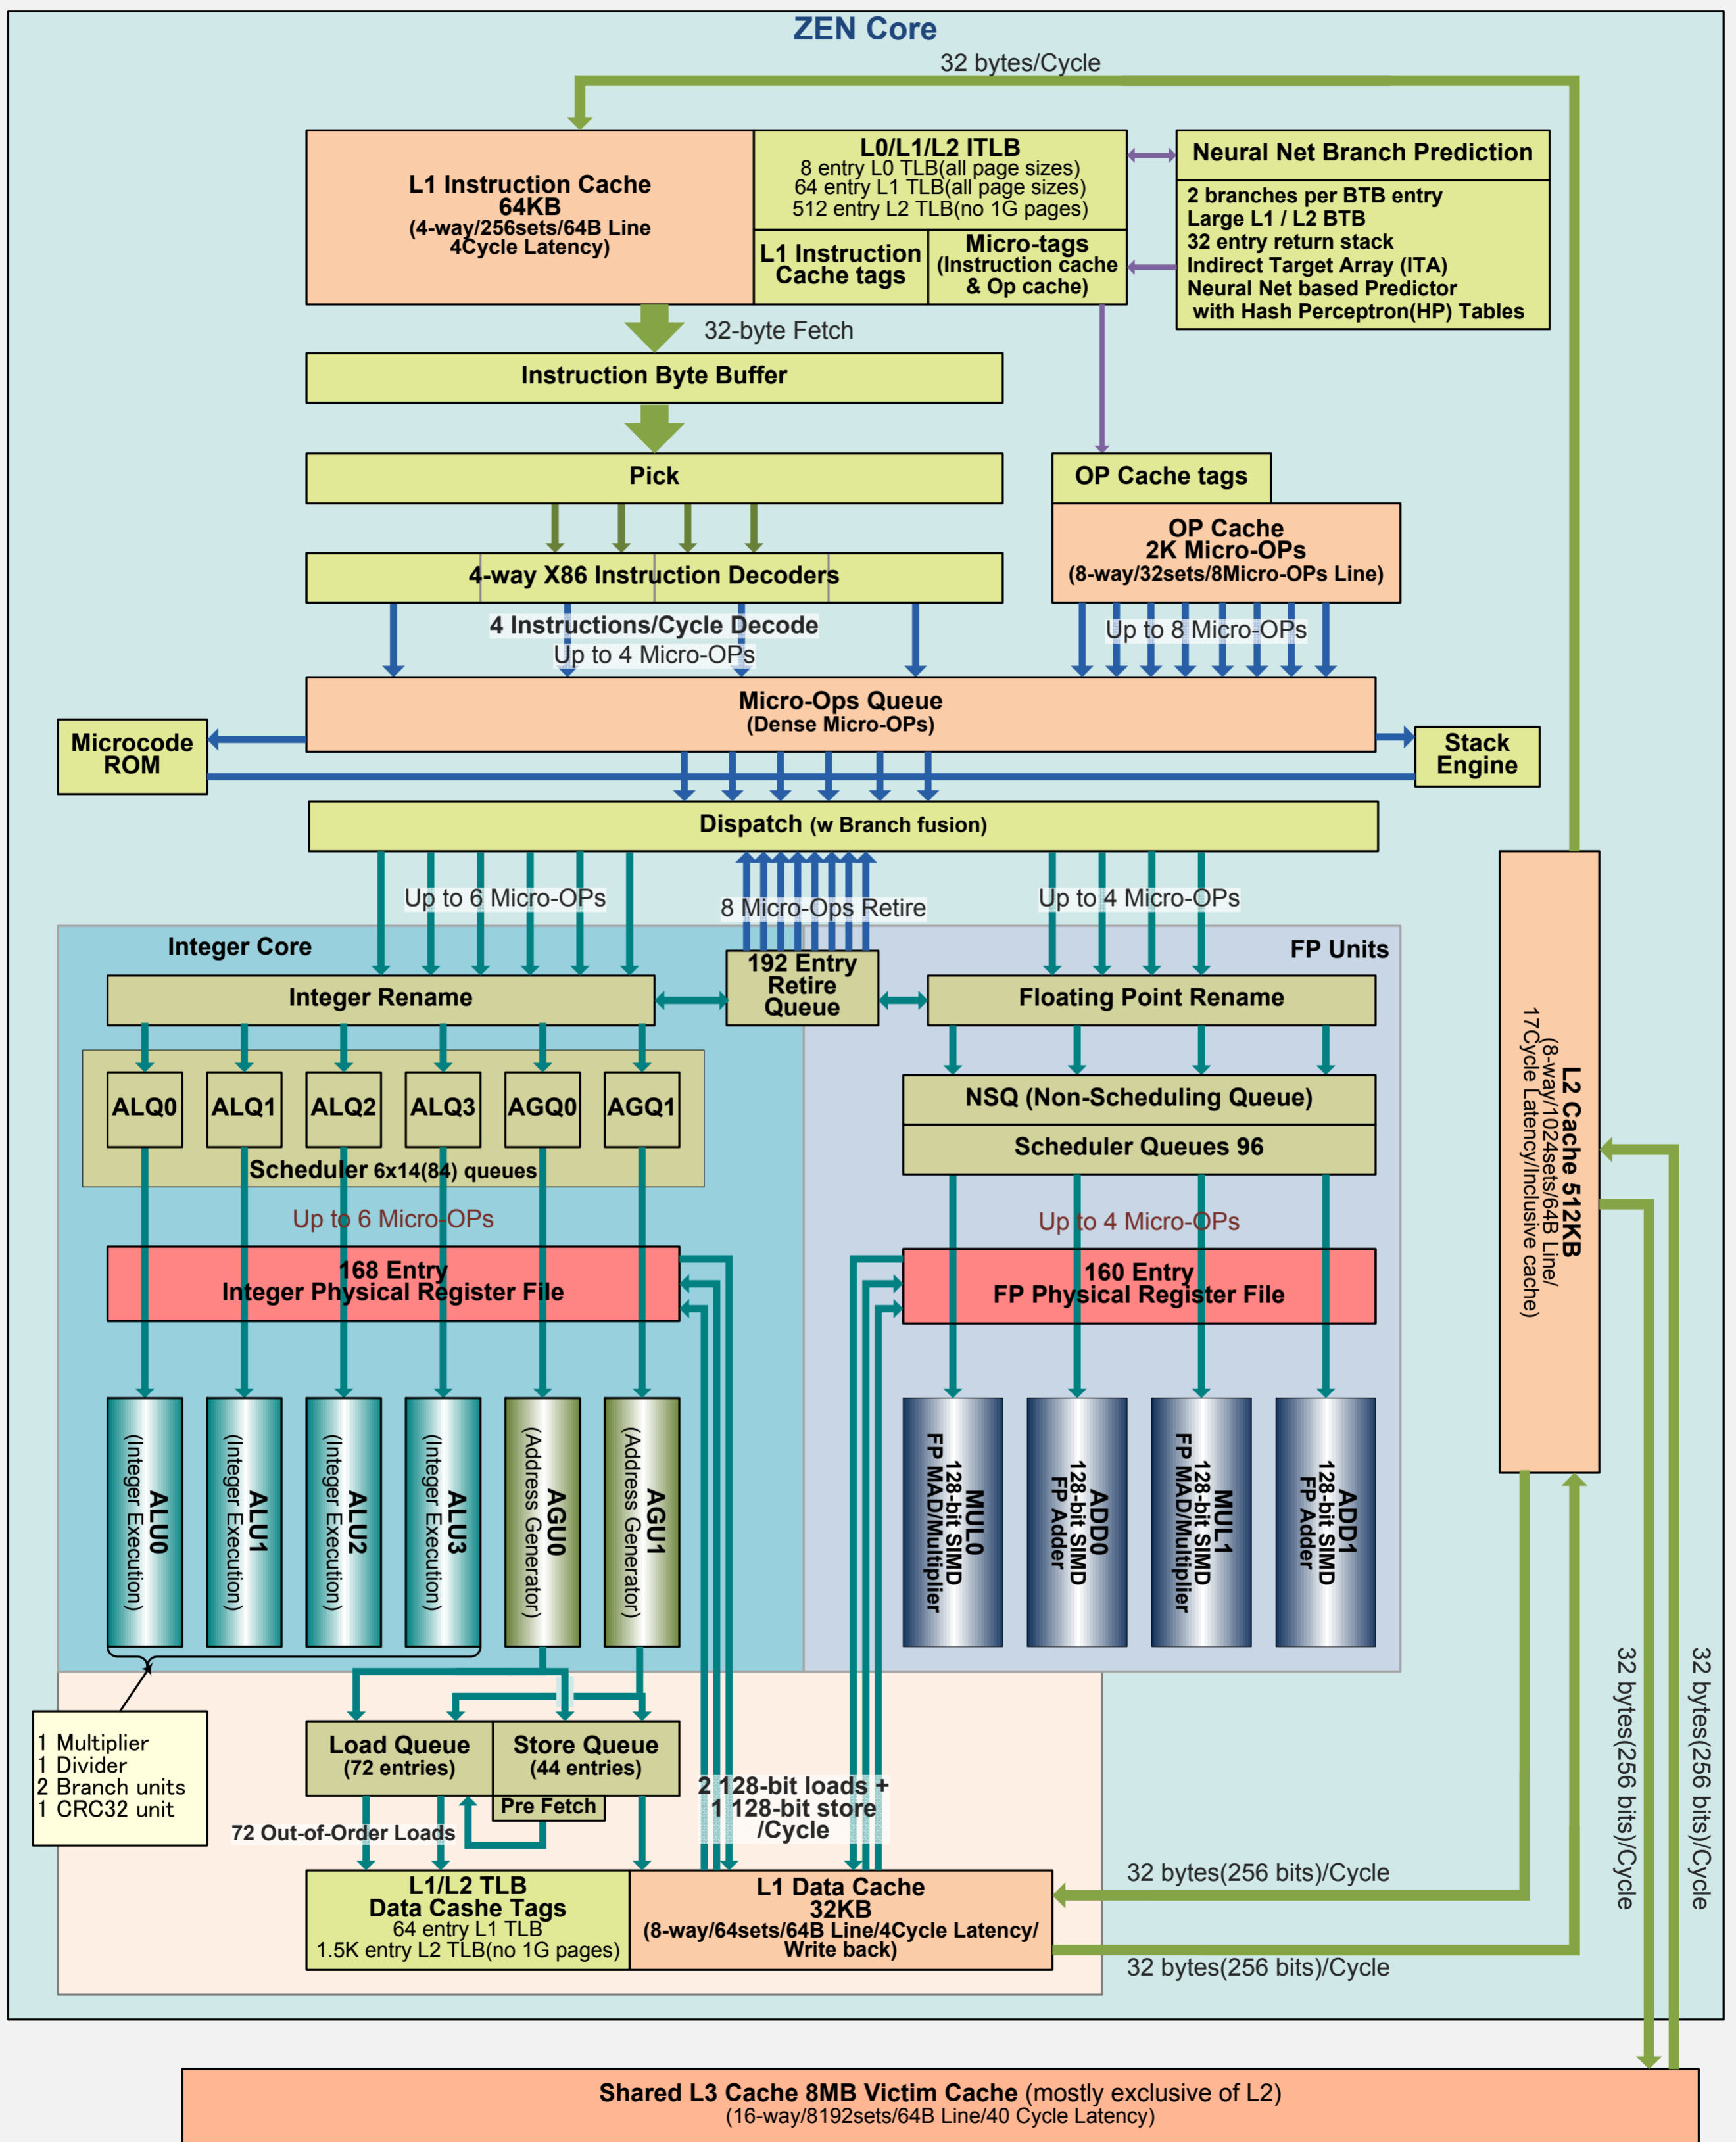 ZEN Core
32 bytes/Cycle
L1 Instruction Cache
64KB
(4-way/256sets/64B Line
4Cycle Latency)
L0/L1/L2 ITLB
8 entry L0 TLB(all page sizes)
64 entry L1 TLB(all page sizes)
512 entry L2 TLB(no 1G pages)
L1 Instruction
Cache tags
Micro-tags
(Instruction cache
& Op cache)
Neural Net Branch Prediction
2 branches per BTB entry
Large L1 / L2 BTB
32 entry return stack
Indirect Target Array (ITA)
Neural Net based Predictor
with Hash Perceptron(HP) Tables
32-byte Fetch
Instruction Byte Buffer
Pick
OP Cache tags
OP Cache
2K Micro-OPs
(8-way/32sets/8Micro-OPs Line)
4-way X86 Instruction Decoders
4 Instructions/Cycle Decode
Up to 4 Micro-OPs
Up to 8 Micro-OPs
Micro-Ops Queue
(Dense Micro-OPs)
Microcode
ROM
Stack
Engine
Dispatch (w Branch fusion)
Up to 6 Micro-OPs
8 Micro-Ops Retire
Up to 4 Micro-OPs
Integer Core
FP Units
192 Entry
Retire
Queue
Integer Rename
Floating Point Rename
ALQ0
ALQ1
ALQ2
ALQ3
AGQ0
AGQ1
Scheduler 6x14(84) queues
NSQ (Non-Scheduling Queue)
Scheduler Queues 96
L2 Cache 512KB
(8-way/1024sets/64B Line/
17Cycle Latency/Inclusive cache)
Up to 6 Micro-OPs
Up to 4 Micro-OPs
168 Entry
Integer Physical Register File
160 Entry
FP Physical Register File
ALU0
(Integer Execution)
ALU1
(Integer Execution)
ALU2
(Integer Execution)
ALU3
(Integer Execution)
AGU0
(Address Generator)
AGU1
(Address Generator)
MUL0
128-bit SIMD
FP MAD/Multiplier
ADD0
128-bit SIMD
FP Adder
MUL1
128-bit SIMD
FP MAD/Multiplier
ADD1
128-bit SIMD
FP Adder
1 Multiplier
1 Divider
2 Branch units
1 CRC32 unit
Load Queue
(72 entries)
Store Queue
(44 entries)
Pre Fetch
72 Out-of-Order Loads
2 128-bit loads +
1 128-bit store
/Cycle
32 bytes(256 bits)/Cycle
32 bytes(256 bits)/Cycle
L1/L2 TLB
Data Cashe Tags
64 entry L1 TLB
1.5K entry L2 TLB(no 1G pages)
L1 Data Cache
32KB
(8-way/64sets/64B Line/4Cycle Latency/
Write back)
32 bytes(256 bits)/Cycle
32 bytes(256 bits)/Cycle
Shared L3 Cache 8MB Victim Cache (mostly exclusive of L2)
(16-way/8192sets/64B Line/40 Cycle Latency)